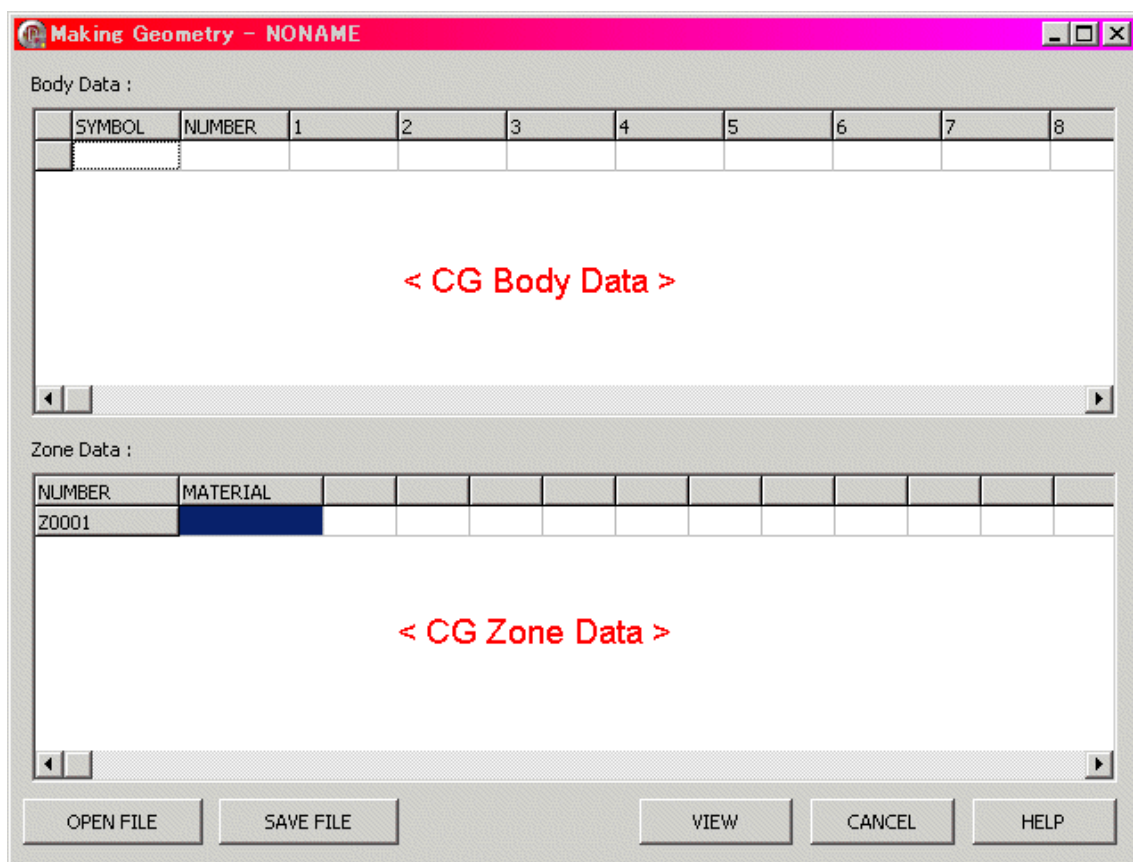 Making Geometry - NONAME
Body Data :
SYMBOL NUMBER 1 2 3 4 5 6 7 8
< CG Body Data >
Zone Data :
NUMBER MATERIAL
Z0001
< CG Zone Data >
OPEN FILE SAVE FILE VIEW CANCEL HELP